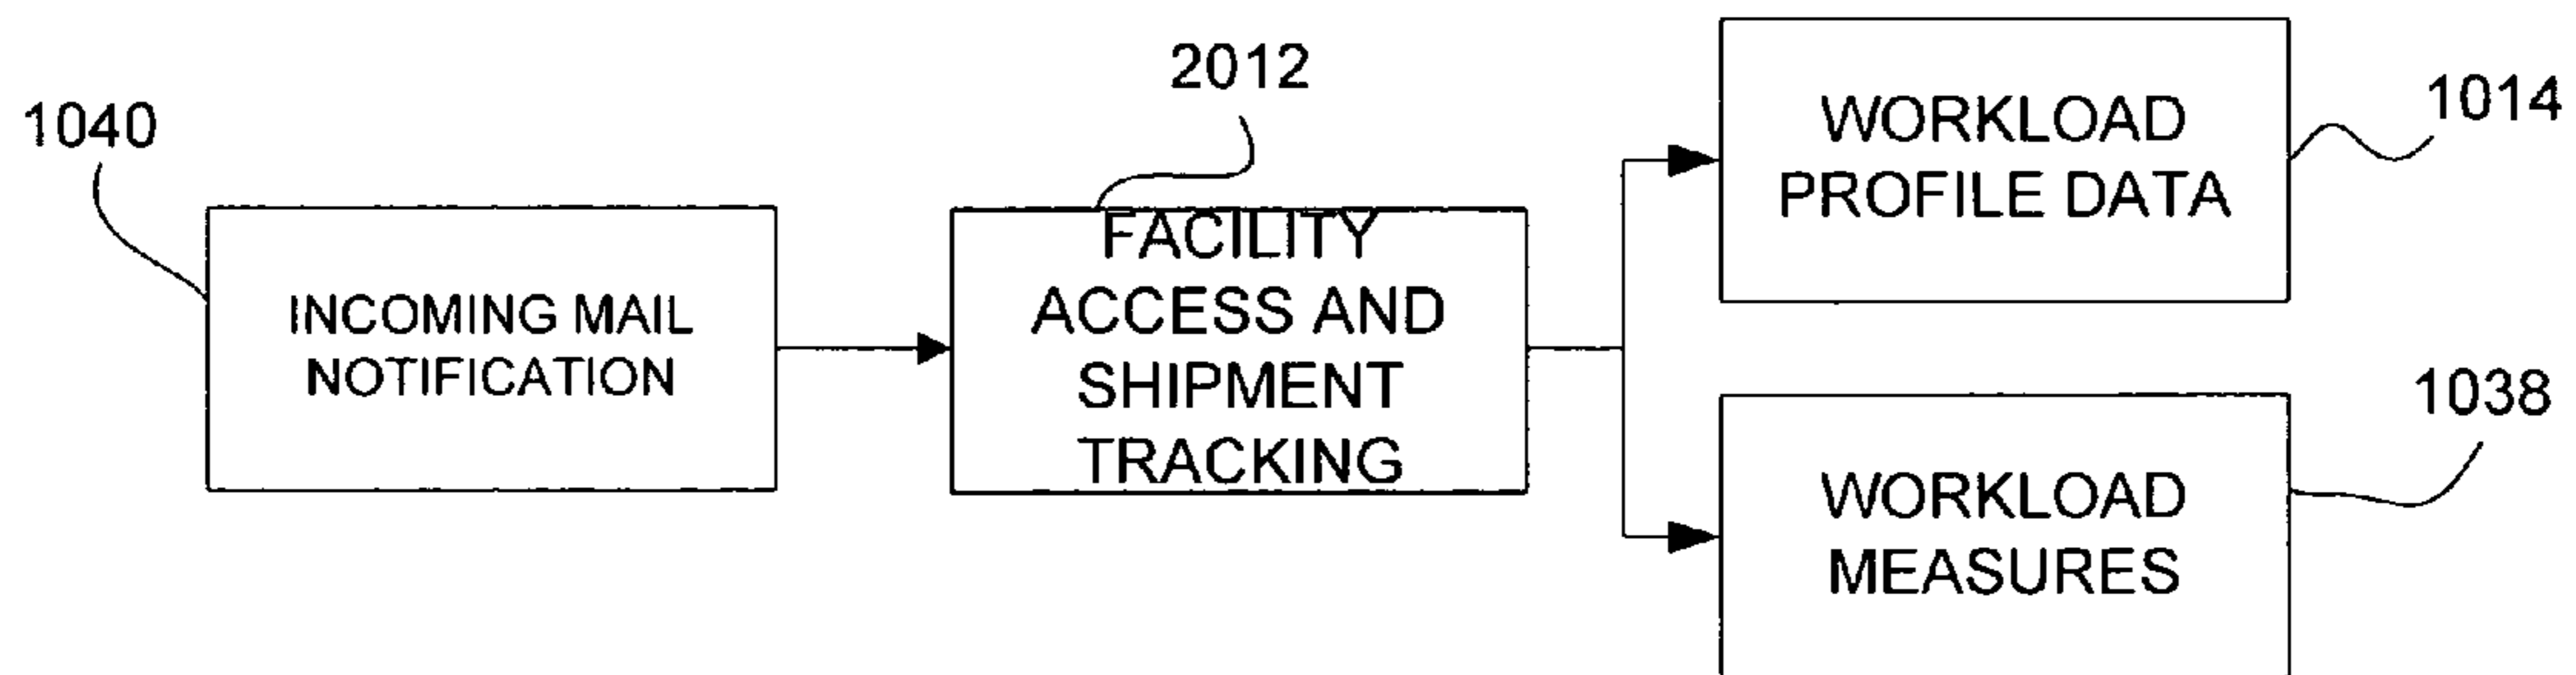 1040
INCOMING MAIL
NOTIFICATION
2012
FACILITY
ACCESS AND
SHIPMENT
TRACKING
WORKLOAD
PROFILE DATA
1014
WORKLOAD
MEASURES
1038